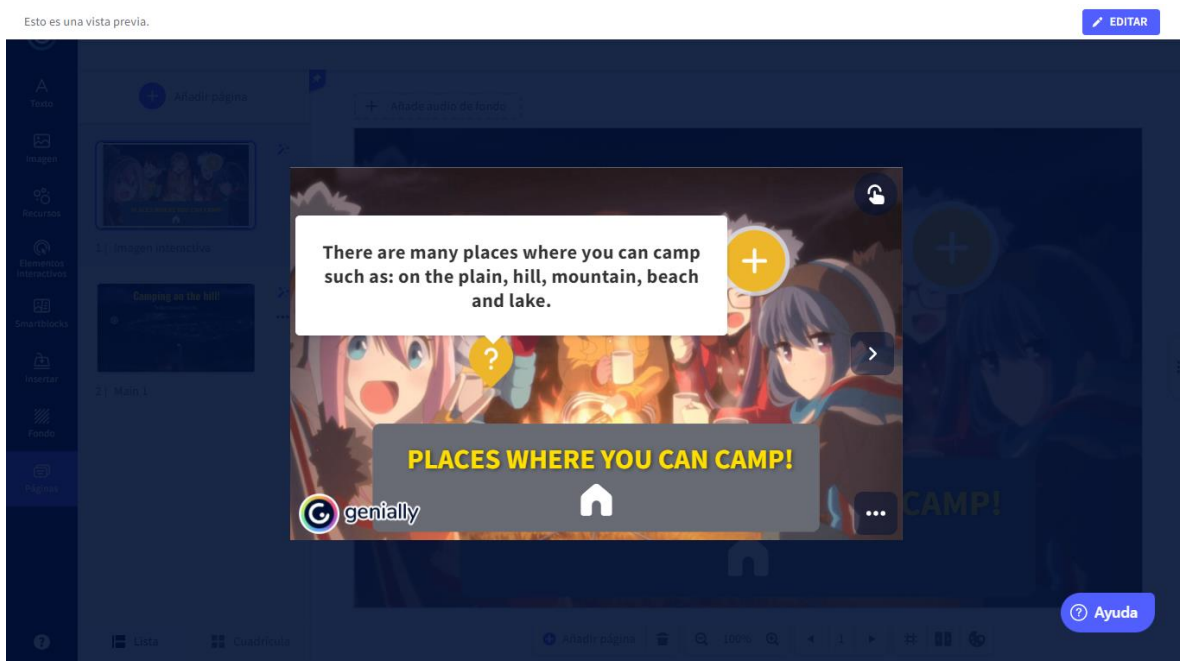 Esto es una vista previa.
EDITAR
Texto
Añadir página
Añade audio de fondo
Imagen
Recursos
1 | Imagen interactiva
Elementos
interactivos
Camping on the hill!
Smartblocks
Insertar
2 | Main 1
Fondo
Páginas
There are many places where you can camp
such as: on the plain, hill, mountain, beach
and lake.
?
PLACES WHERE YOU CAN CAMP!
genially
CAMP!
Ayuda
Lista
Cuadrícula
Añadir página
100%
1